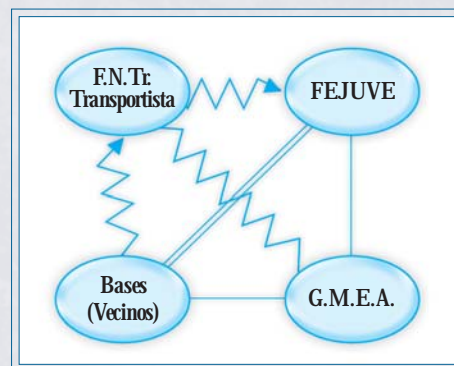 F.N.Tr.
Transportista
FEJUVE
Bases
(Vecinos)
G.M.E.A.